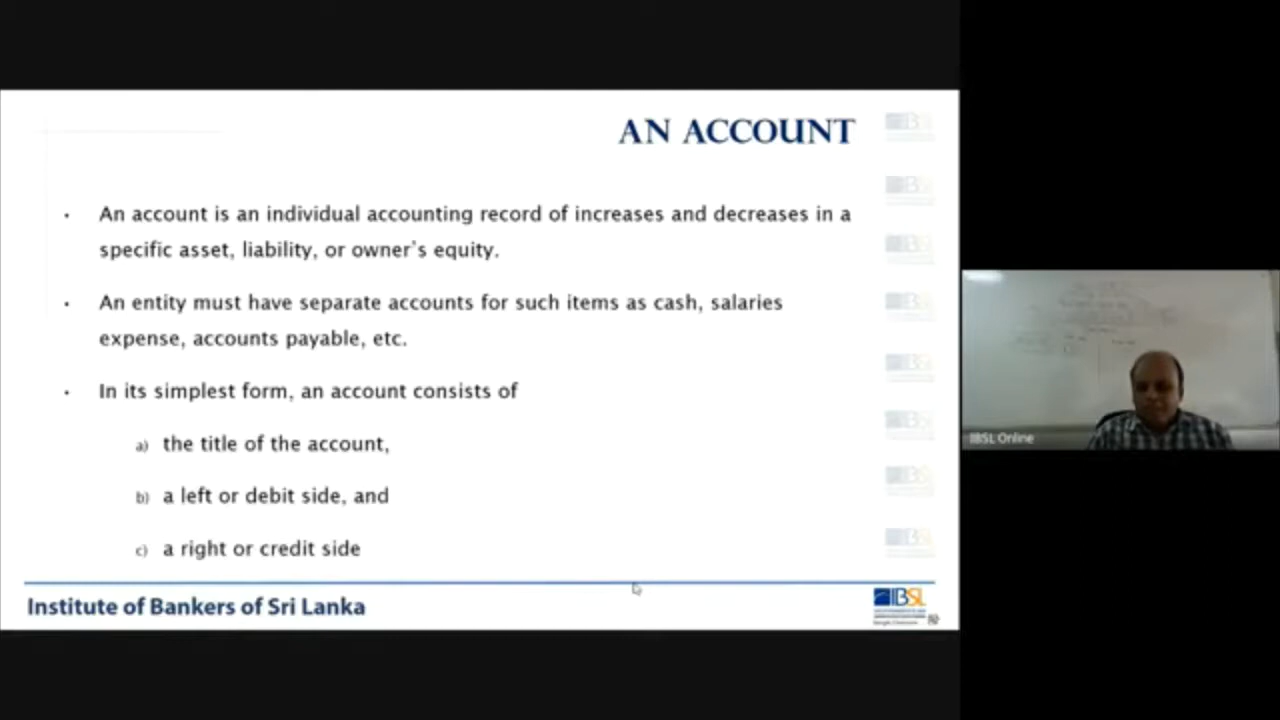 AN ACCOUNT
• An account is an individual accounting record of increases and decreases in a
specific asset, liability, or owner's equity.
• An entity must have separate accounts for such items as cash, salaries
expense, accounts payable, etc.
• In its simplest form, an account consists of
a) the title of the account,
b) a left or debit side, and
c) a right or credit side
Institute of Bankers of Sri Lanka
IBSL
IBSL Online